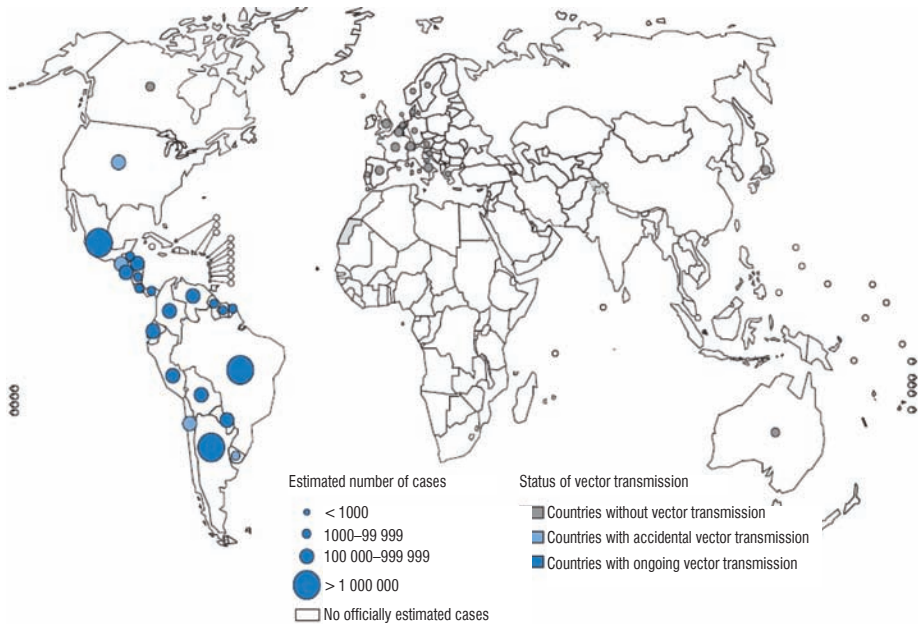 Estimated number of cases
< 1000
1000–99 999
100 000–999 999
> 1 000 000
No officially estimated cases
Status of vector transmission
Countries without vector transmission
Countries with accidental vector transmission
Countries with ongoing vector transmission